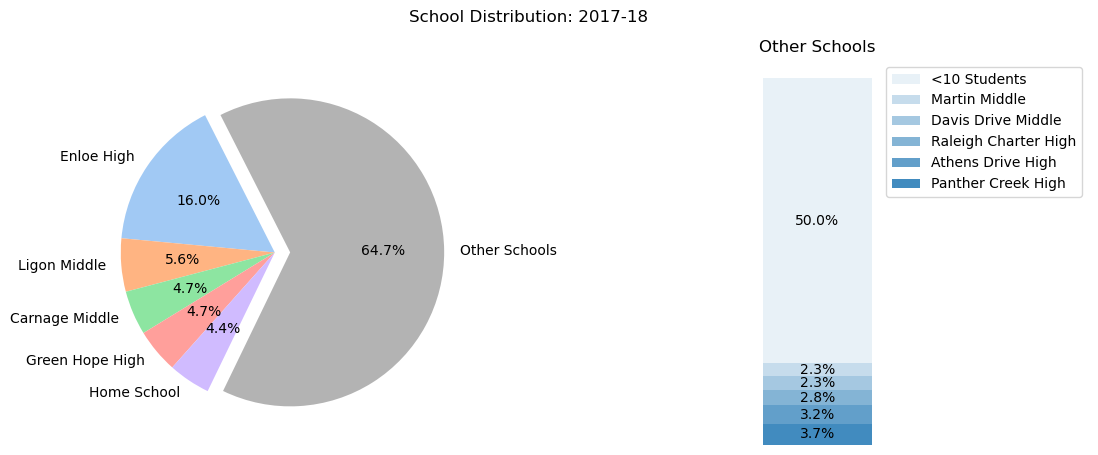 School Distribution: 2017-18
Enloe High
16.0%
Ligon Middle
5.6%
Carnage Middle
4.7%
Green Hope High
4.7%
Home School
4.4%
64.7%
Other Schools
Other Schools
50.0%
2.3%
2.3%
2.8%
3.2%
3.7%
<10 Students
Martin Middle
Davis Drive Middle
Raleigh Charter High
Athens Drive High
Panther Creek High